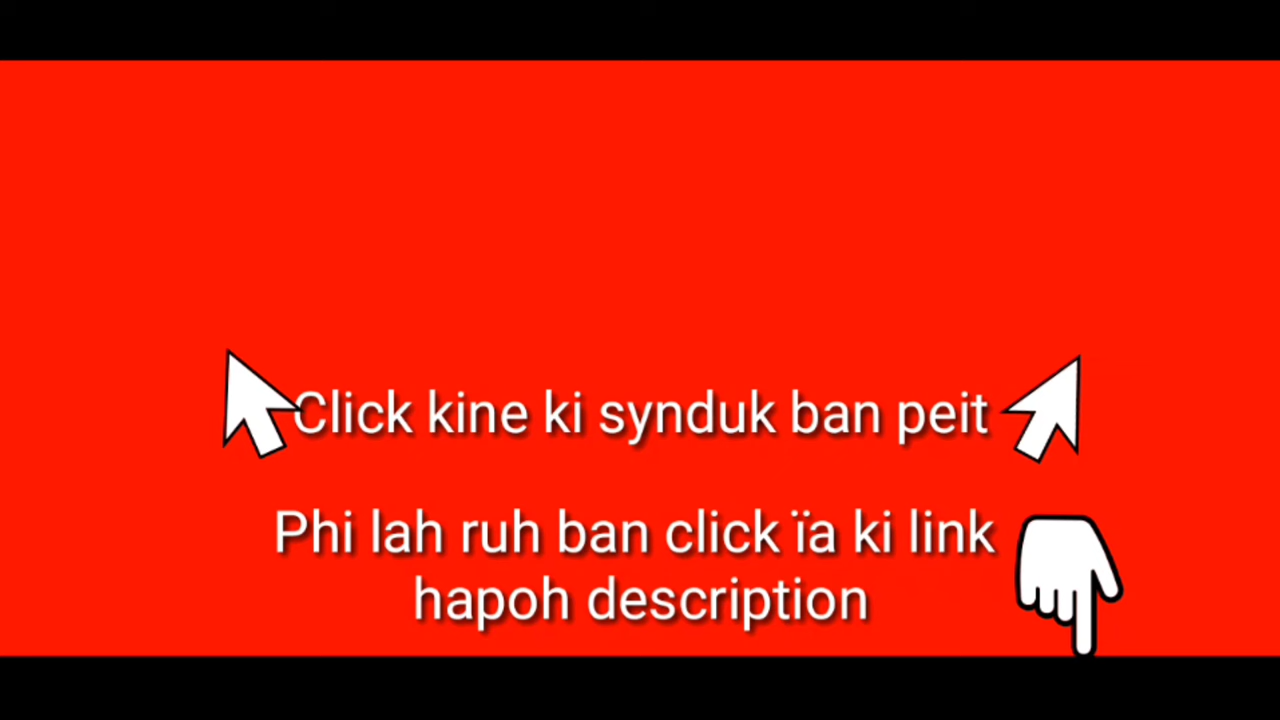 Click kine ki synduk ban peit
Phi lah ruh ban click ïa ki link
hapoh description